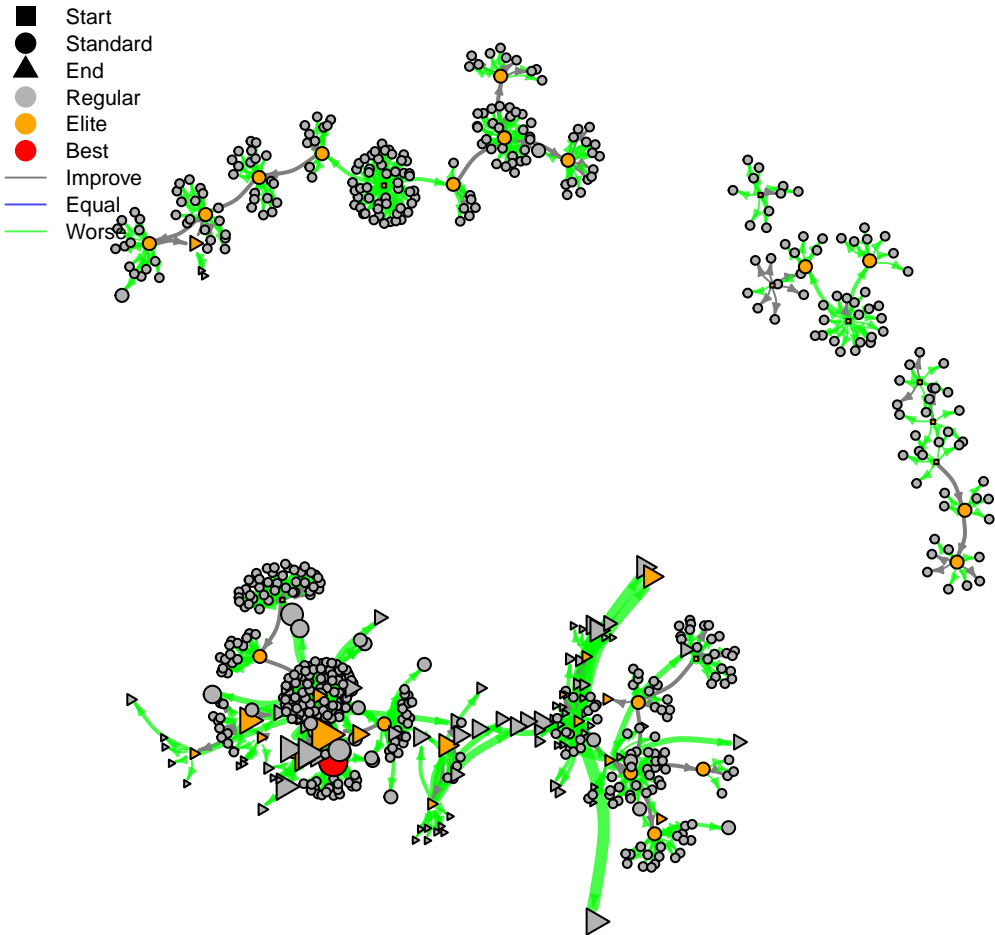 Start
Standard
End
Regular
Elite
Best
Improve
Equal
Worse